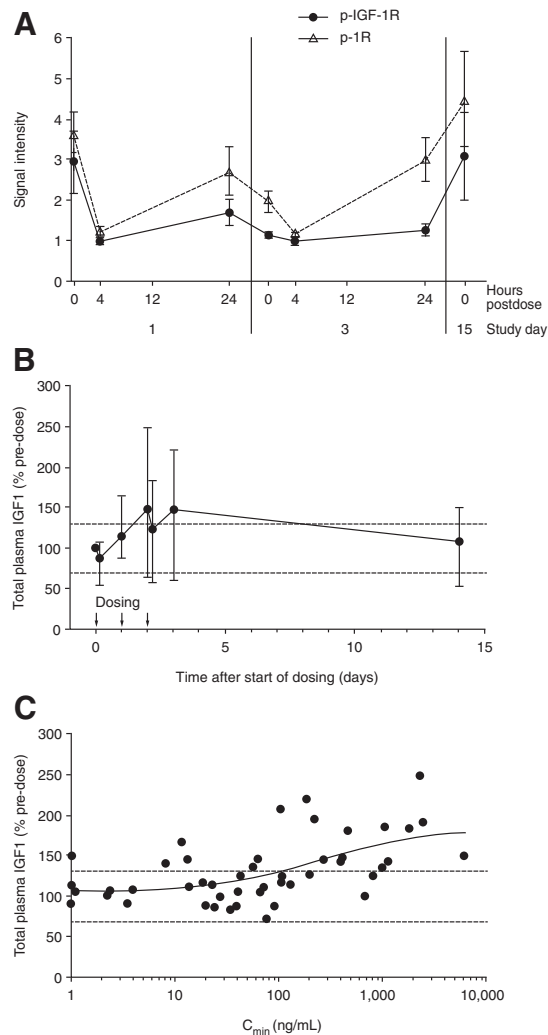 A
p-IGF-1R
p-1R
Signal intensity
6
5
4
3
2
1
0
0 4 12 24 0 4 12 24 0 Hours postdose
1 3 15 Study day
B
Total plasma IGF1 (% pre-dose)
300
250
200
150
100
50
0
Dosing
0 5 10 15
Time after start of dosing (days)
C
Total plasma IGF1 (% pre-dose)
300
250
200
150
100
50
0
1 10 100 1,000 10,000
Cmin (ng/mL)